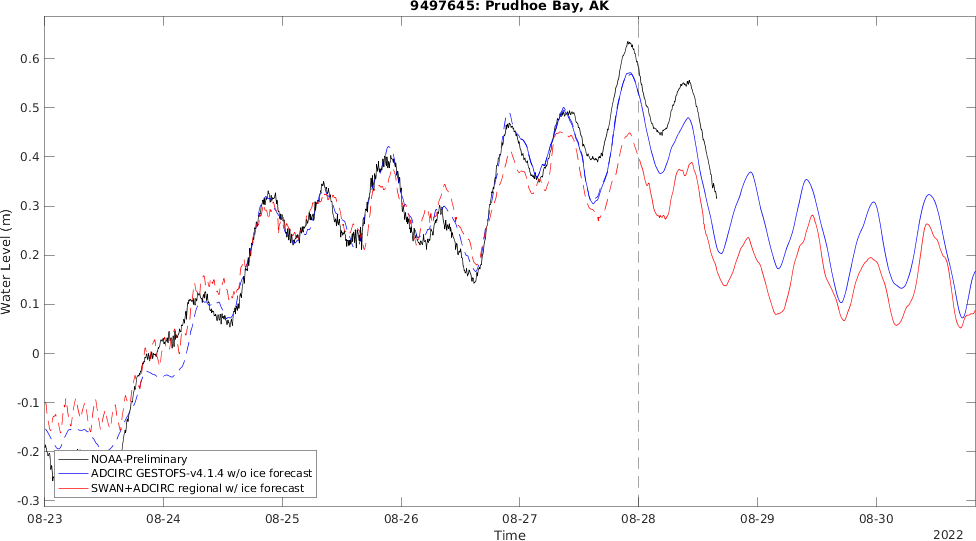 9497645: Prudhoe Bay, AK
Water Level (m)
0.6
0.5
0.4
0.3
0.2
0.1
0
-0.1
-0.2
-0.3
NOAA-Preliminary
ADCIRC GESTOFS-v4.1.4 w/o ice forecast
SWAN+ADCIRC regional w/ ice forecast
08-23 08-24 08-25 08-26 08-27 08-28 08-29 08-30
Time
2022